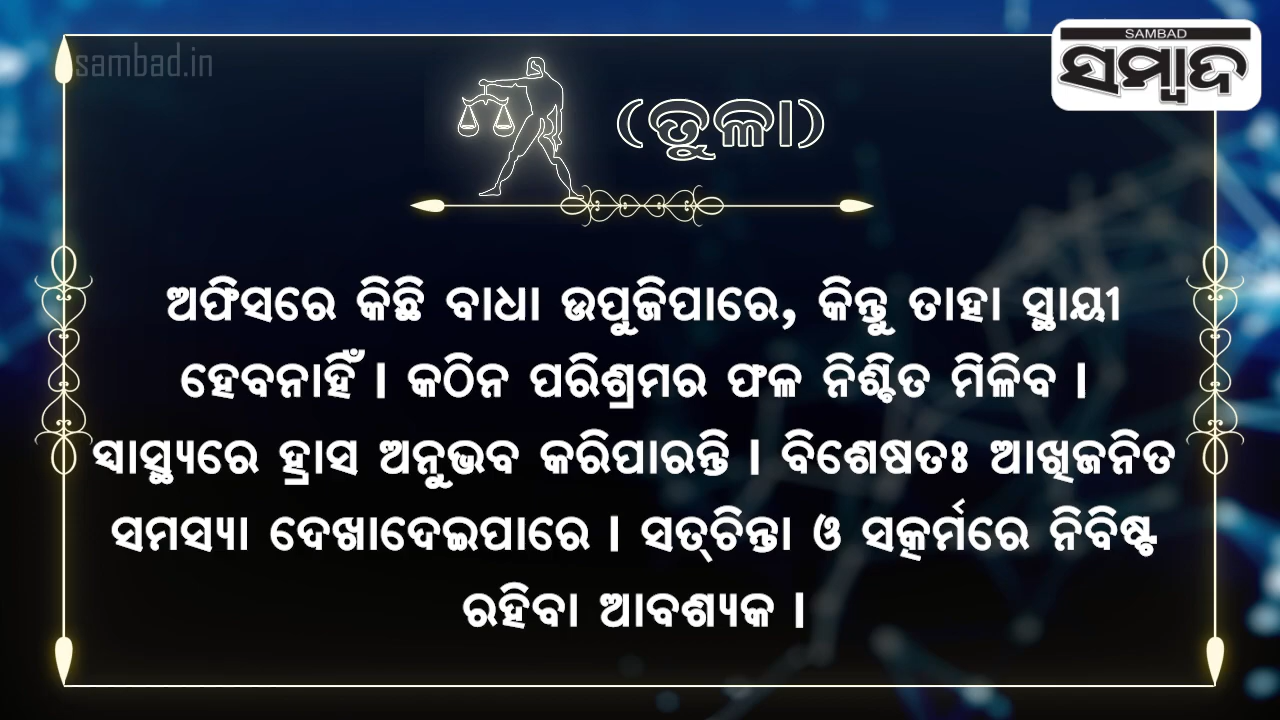 sambad.in
SAMBAD
ସମ୍ବାଦ
(ତୁଳା)
ଅଫିସରେ କିଛି ବାଧା ଉପୁଜିପାରେ, କିନ୍ତୁ ତାହା ସ୍ଥାୟୀ
ହେବନାହିଁ । କଠିନ ପରିଶ୍ରମର ଫଳ ନିଶ୍ଚିତ ମିଳିବ ।
ସ୍ୱାସ୍ଥ୍ୟରେ ହ୍ରାସ ଅନୁଭବ କରିପାରନ୍ତି । ବିଶେଷତଃ ଆଖିଜନିତ
ସମସ୍ୟା ଦେଖାଦେଇପାରେ । ସତ୍‌ଚିନ୍ତା ଓ ସତ୍କର୍ମରେ ନିବିଷ୍ଟ
ରହିବା ଆବଶ୍ୟକ ।